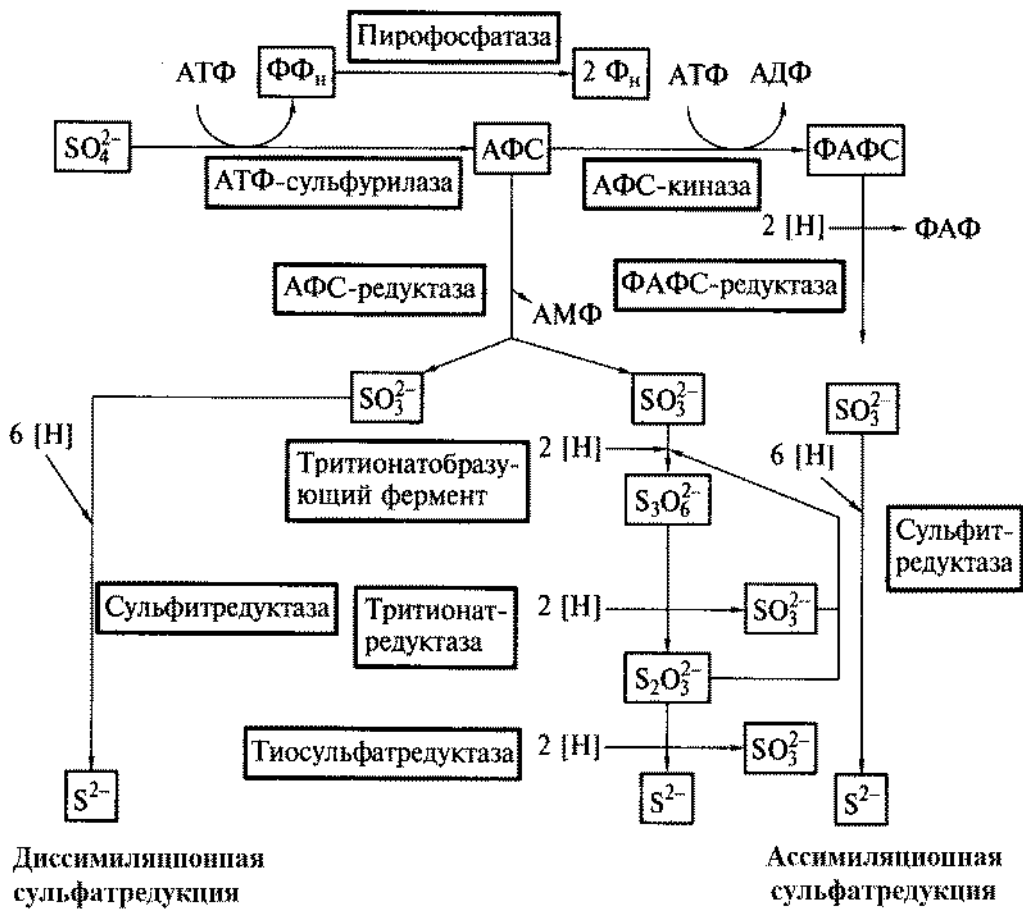 Пирофосфатаза
АТФ
ФФн
2 Фн
АТФ
АДФ
SO₄²⁻
АФС
ФАФС
АТФ-сульфурилаза
АФС-киназа
2 [H]
ФАФ
АФС-редуктаза
ФАФС-редуктаза
АМФ
SO₃²⁻
SO₃²⁻
SO₃²⁻
6 [H]
Тритионатобразу-
ющий фермент
2 [H]
6 [H]
S₃O₆²⁻
Сульфит-
редуктаза
Сульфитредуктаза
Тритионат-
редуктаза
2 [H]
SO₃²⁻
S₂O₃²⁻
Тиосульфатредуктаза
2 [H]
SO₃²⁻
S²⁻
S²⁻
S²⁻
Диссимиляционная
сульфатредукция
Ассимиляционная
сульфатредукция